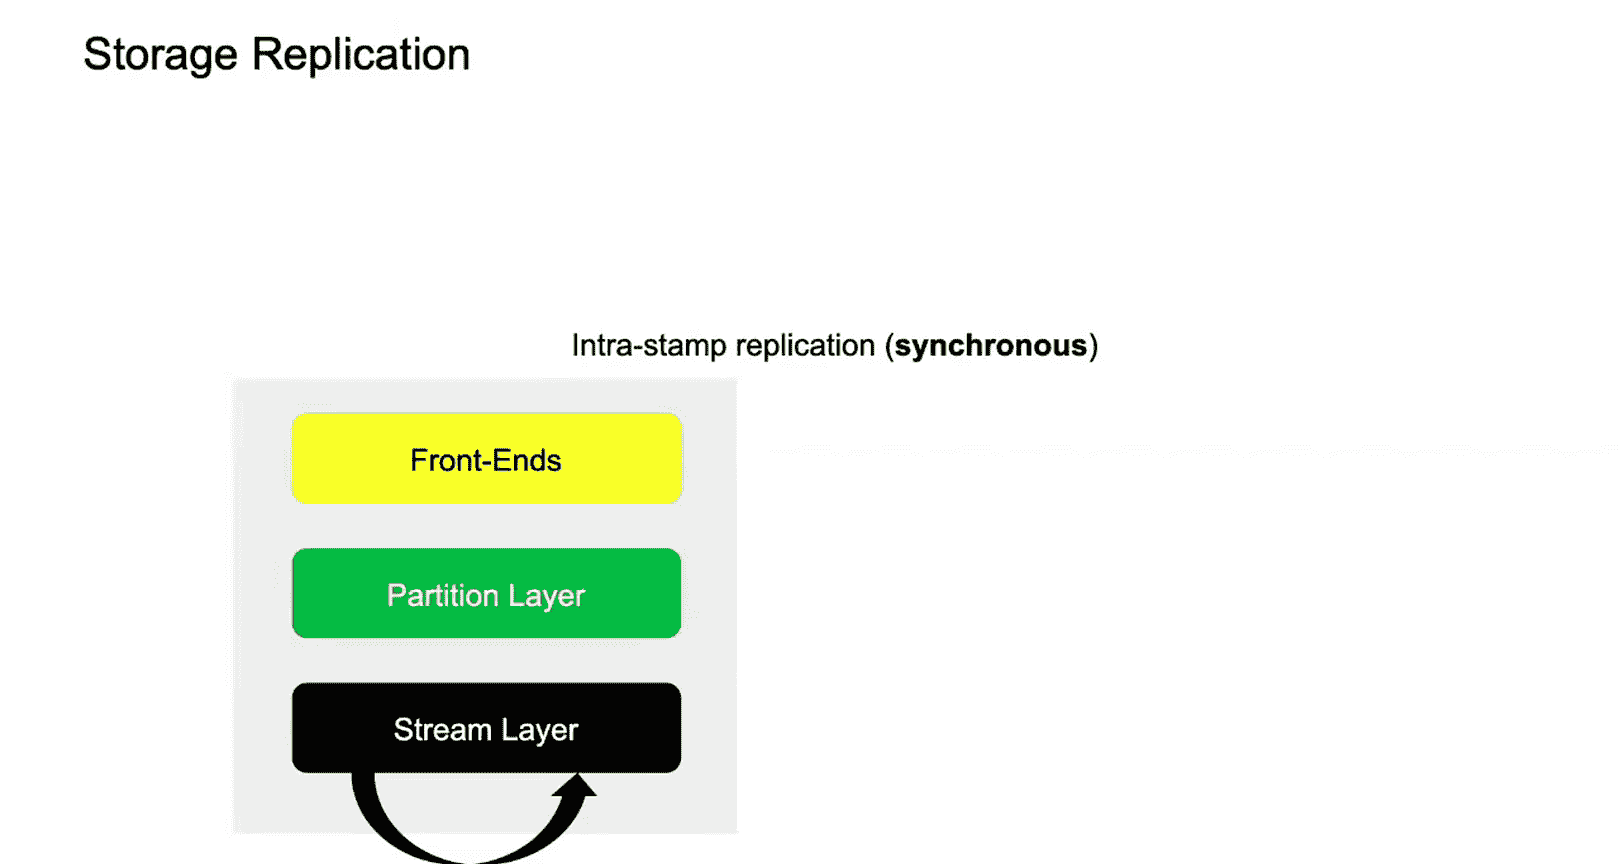 Storage Replication
Intra-stamp replication (synchronous)
Front-Ends
Partition Layer
Stream Layer